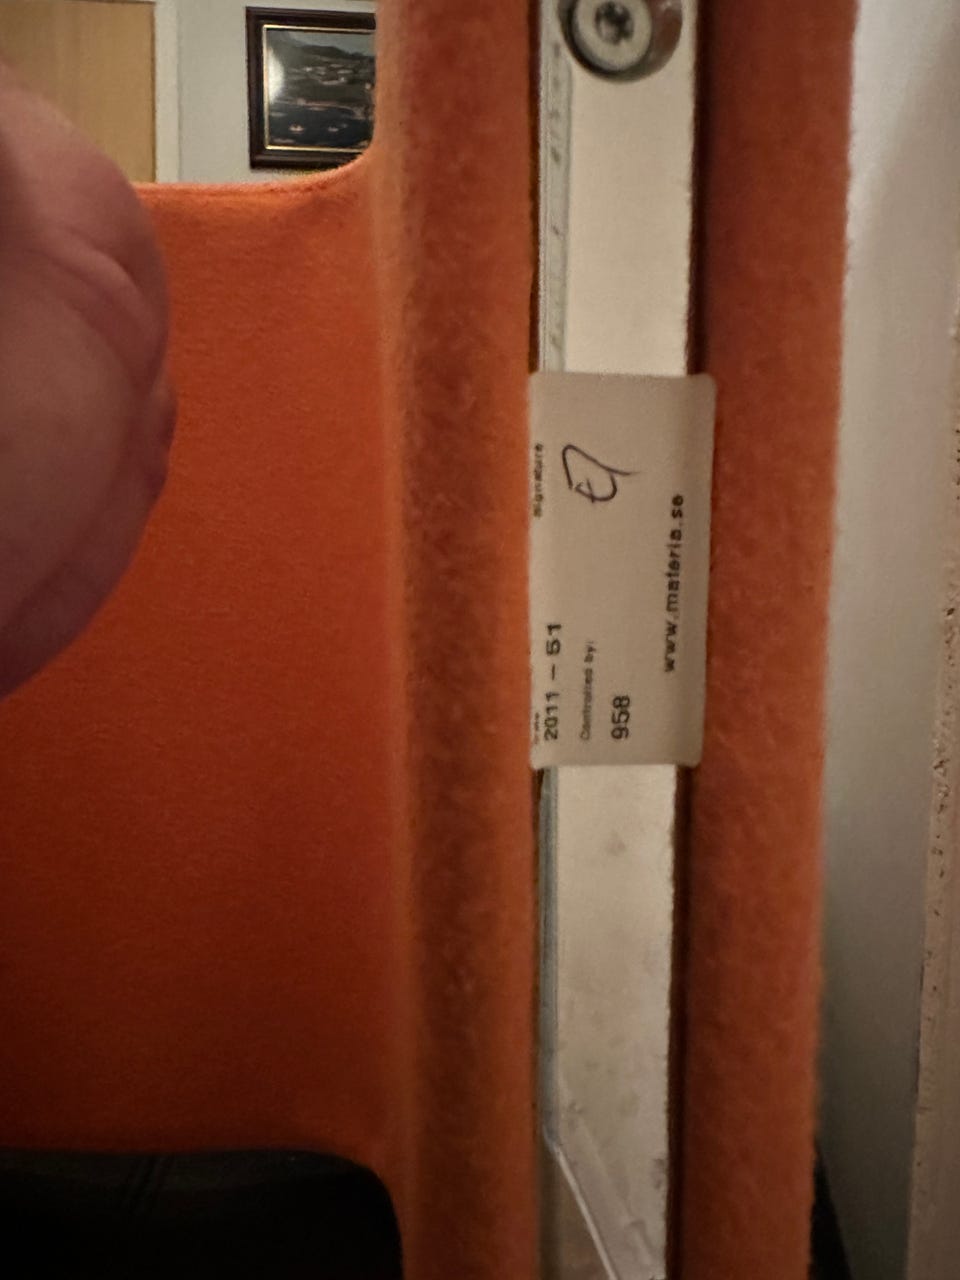 Signature
2011 – 51
Controlled by:
958
www.materia.se